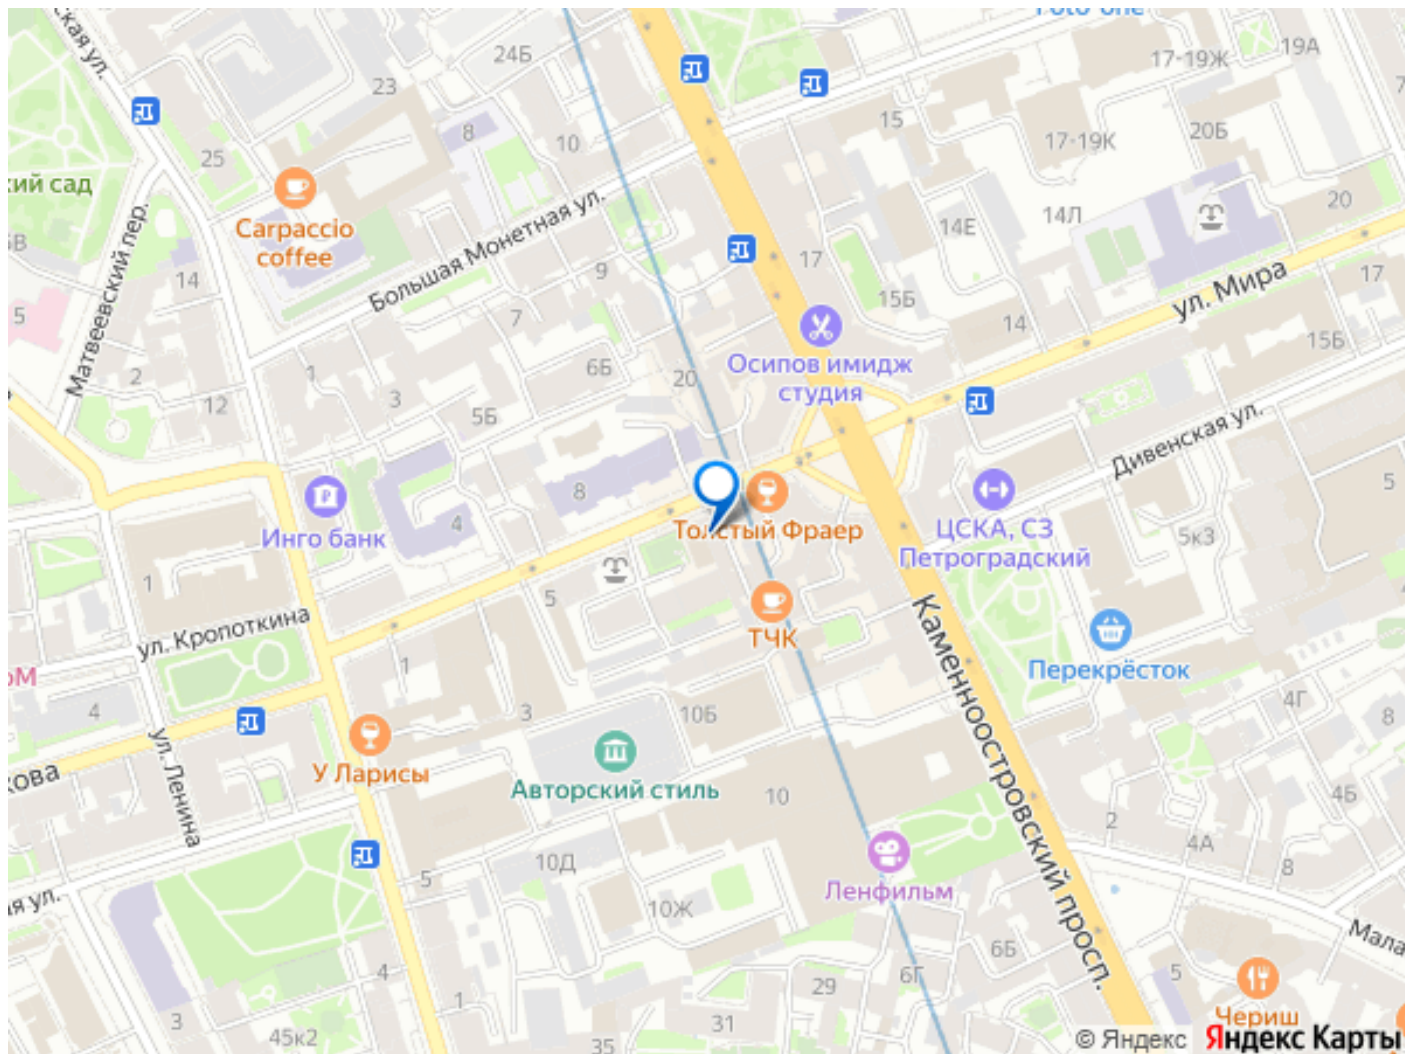 Foto-one
ская ул.
24Б
19А
17-19Ж
23
8
10
15
17-19К
20Б
25
ский сад
Carpaccio
coffee
Большая Монетная ул.
Матвеевский пер.
14Е
14Л
20
14
9
17
15Б
ул. Мира
17
5
7
14
15Б
6Б
20
Осипов имидж
студия
1
2
12
3
5Б
Дивенская ул.
8
5
Инго банк
4
Толстый Фраер
ЦСКА, СЗ
Петроградский
5к3
1
5
ул. Кропоткина
ТЧК
Каменноостровский просп.
Перекрёсток
1
4
3
10Б
4Г
8
ул. Ленина
У Ларисы
Авторский стиль
10
4Б
2
4А
8
10Д
5
Ленфильм
10Ж
Мала
6Б
4
6Г
5
29
1
3
31
45к2
35
Чериш
© Яндекс
Яндекс Карты